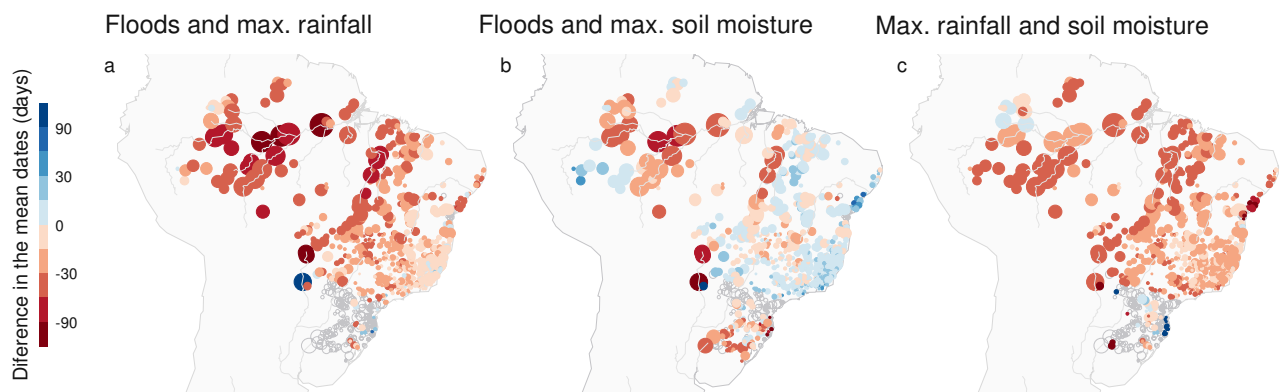 Floods and max. rainfall
Floods and max. soil moisture
Max. rainfall and soil moisture
a
b
c
Diference in the mean dates (days)
90
30
0
-30
-90